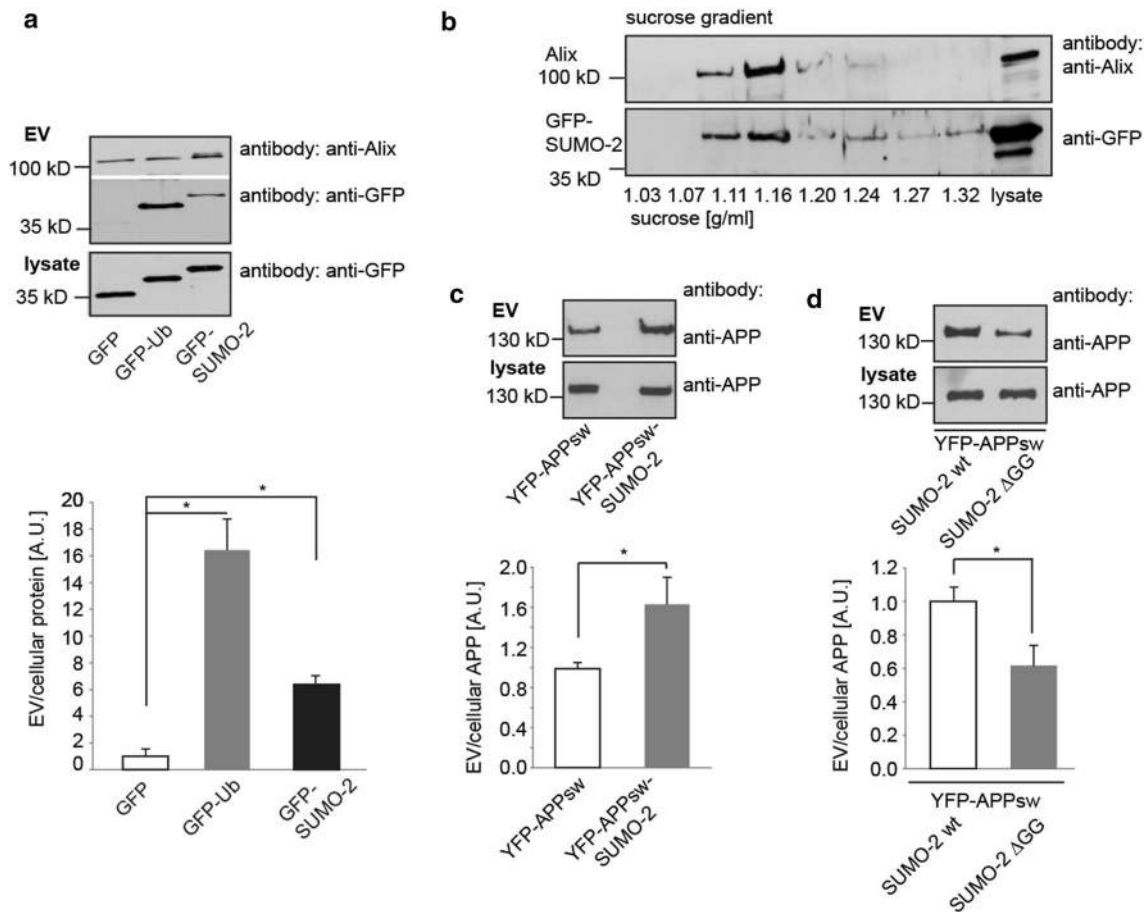 a
EV
antibody: anti-Alix
100 kD
antibody: anti-GFP
35 kD
lysate
antibody: anti-GFP
35 kD
GFP
GFP-Ub
GFP-
SUMO-2
20
18
16
14
12
10
8
6
4
2
0
EV/cellular protein [A.U.]
*
*
GFP
GFP-Ub
GFP-
SUMO-2
b
sucrose gradient
Alix
100 kD
antibody:
anti-Alix
GFP-
SUMO-2
35 kD
anti-GFP
1.03 1.07 1.11 1.16 1.20 1.24 1.27 1.32 lysate
sucrose [g/ml]
c
antibody:
EV
130 kD
anti-APP
lysate
130 kD
anti-APP
YFP-APPsw
YFP-APPsw-
SUMO-2
2.0
1.6
1.2
0.8
0.4
0.0
EV/cellular APP [A.U.]
*
YFP-APPsw
YFP-APPsw-
SUMO-2
d
antibody:
EV
130 kD
anti-APP
lysate
130 kD
anti-APP
YFP-APPsw
SUMO-2 wt
SUMO-2 ΔGG
1.2
1.0
0.8
0.6
0.4
0.2
0.0
EV/cellular APP [A.U.]
*
YFP-APPsw
SUMO-2 wt
SUMO-2 ΔGG